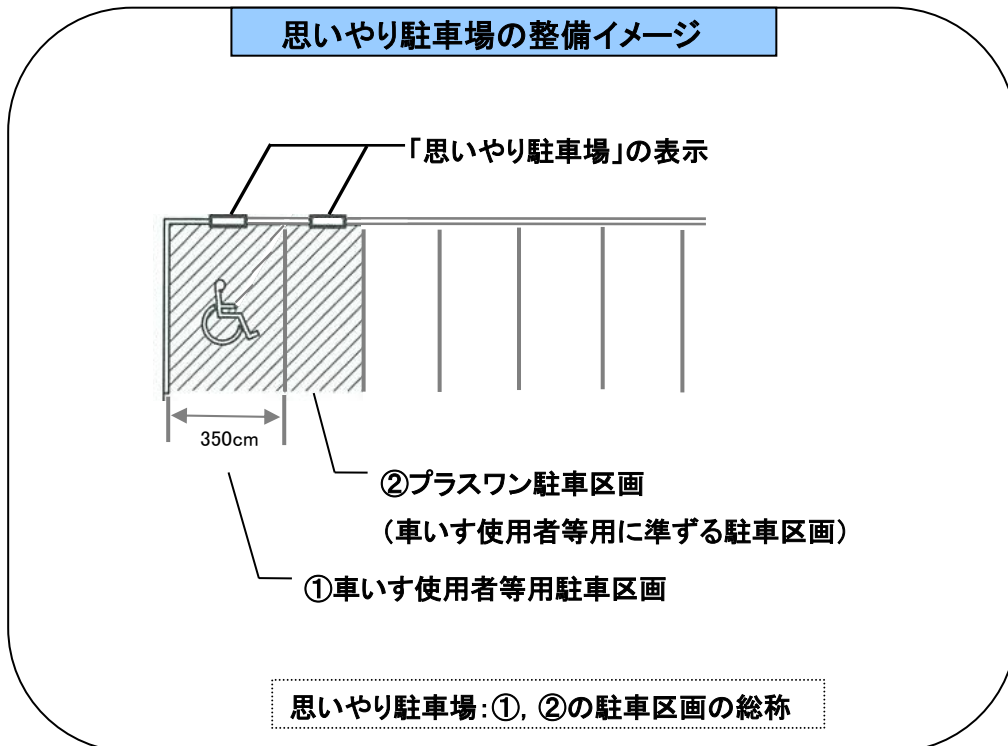 思いやり駐車場の整備イメージ
「思いやり駐車場」の表示
350cm
②プラスワン駐車区画
（車いす使用者等用に準ずる駐車区画）
①車いす使用者等用駐車区画
思いやり駐車場：①，②の駐車区画の総称